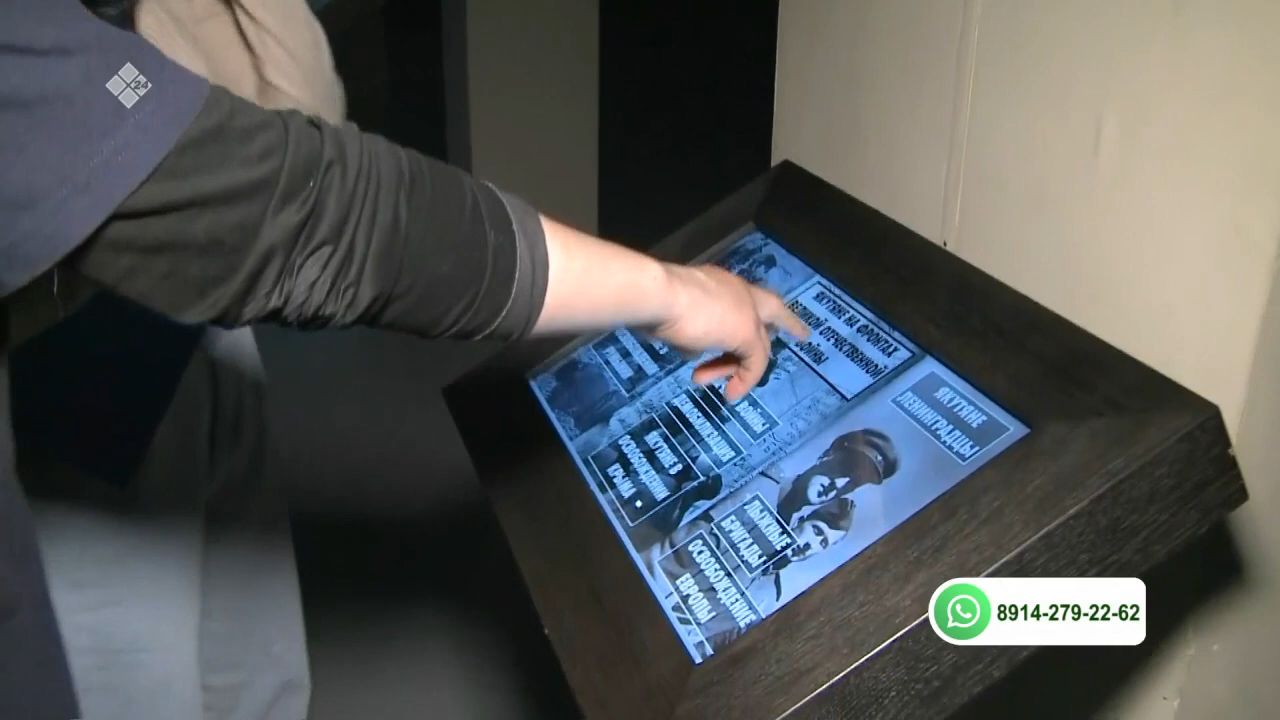 24
ЯКУТЯНЕ НА ФРОНТАХ
ВЕЛИКОЙ ОТЕЧЕСТВЕННОЙ
ВОЙНЫ
ЯКУТЯНЕ
ЛЕНИНГРАДЦЫ
ВОЙНЫ
ЯКУТЯНЕ В
ОСВОБОЖДЕНИИ
КРЫМА
ЛЫЖНЫЕ
БРИГАДЫ
ОСВОБОЖДЕНИЕ
ЕВРОПЫ
8914-279-22-62